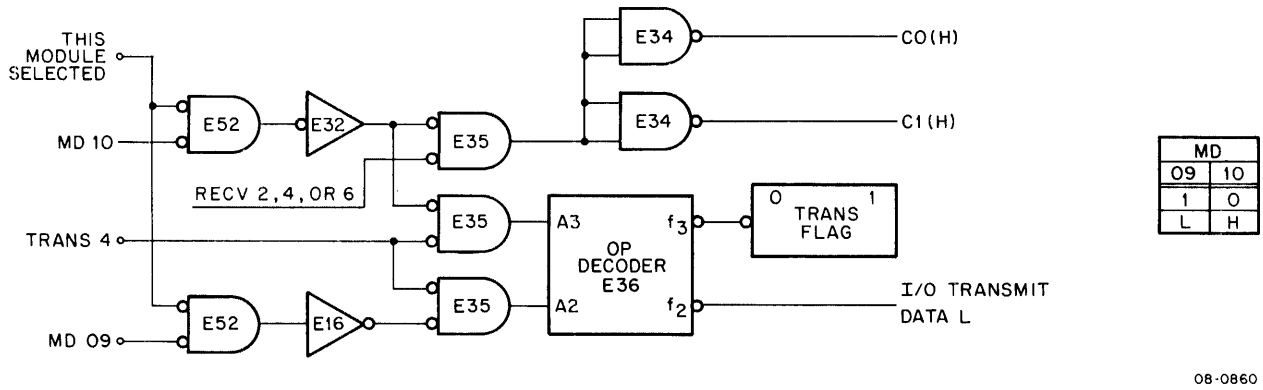 THIS
MODULE
SELECTED
MD 10
E52
E32
E35
E34
E34
C0(H)
C1(H)
RECV 2, 4, OR 6
TRANS 4
E35
E35
A3
A2
OP
DECODER
E36
f3
f2
0 1
TRANS
FLAG
I/O TRANSMIT
DATA L
MD 09
E52
E16
MD
09 10
1 0
L H
08-0860